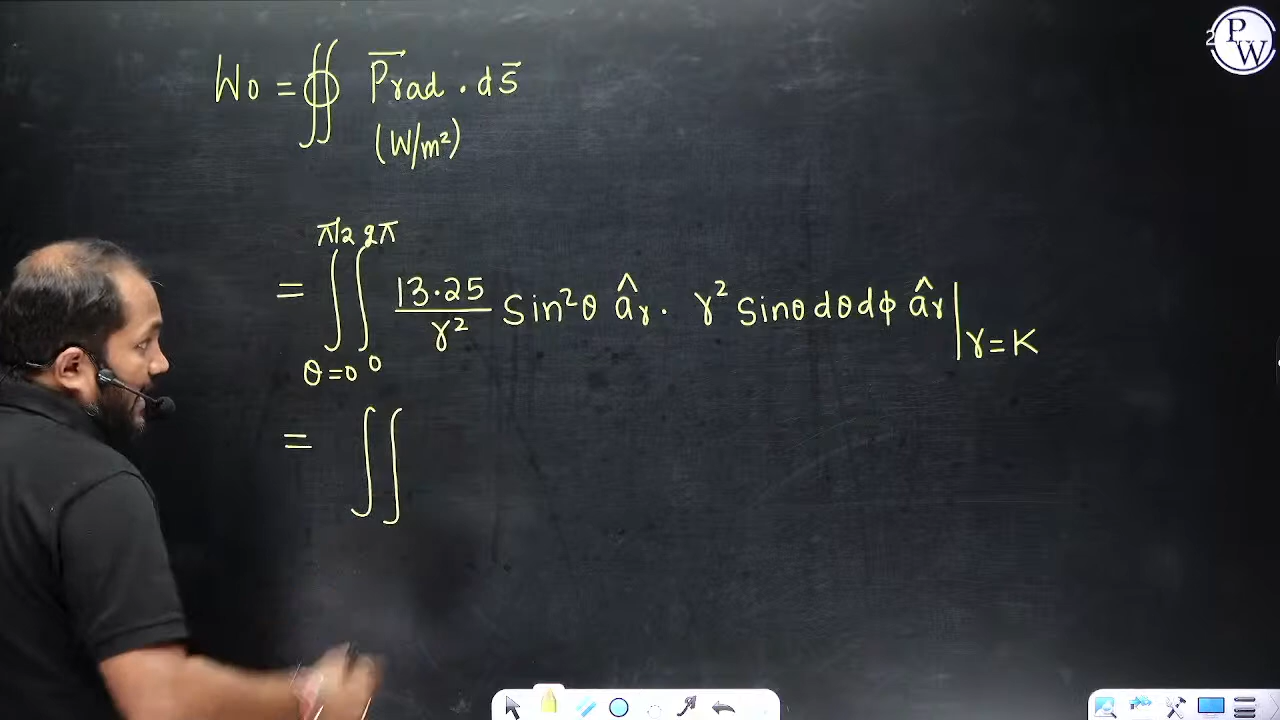 W0 = ∯ P⃗rad · ds̄
(W/m²)
= ∫_{θ=0}^{π/2} ∫_{0}^{2π} 13.25/r² Sin²θ âr · r² Sinθ dθ dϕ âr |r=K
= ∫∫
PW
2